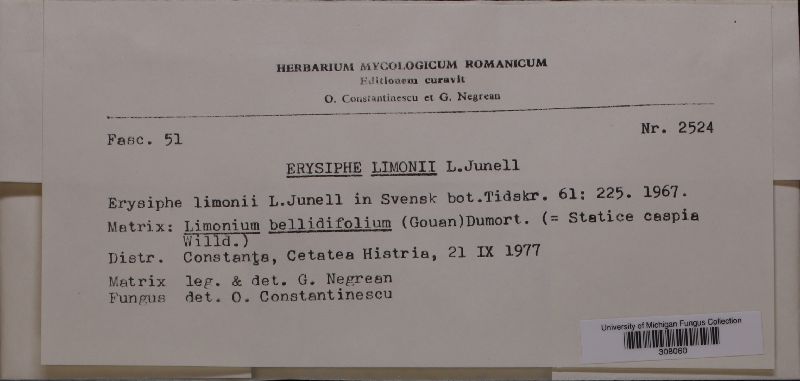 HERBARIUM MYCOLOGICUM ROMANICUM
Editionem curavit
O. Constantinescu et G. Negrean
Fasc. 51
Nr. 2524
ERYSIPHE LIMONII L.Junell
Erysiphe limonii L.Junell in Svensk bot.Tidskr. 61: 225. 1967.
Matrix: Limonium bellidifolium (Gouan)Dumort. (= Statice caspia
Willd.)
Distr. Constanţa, Cetatea Histria, 21 IX 1977
Matrix leg. & det. G. Negrean
Fungus det. O. Constantinescu
University of Michigan Fungus Collection
308060